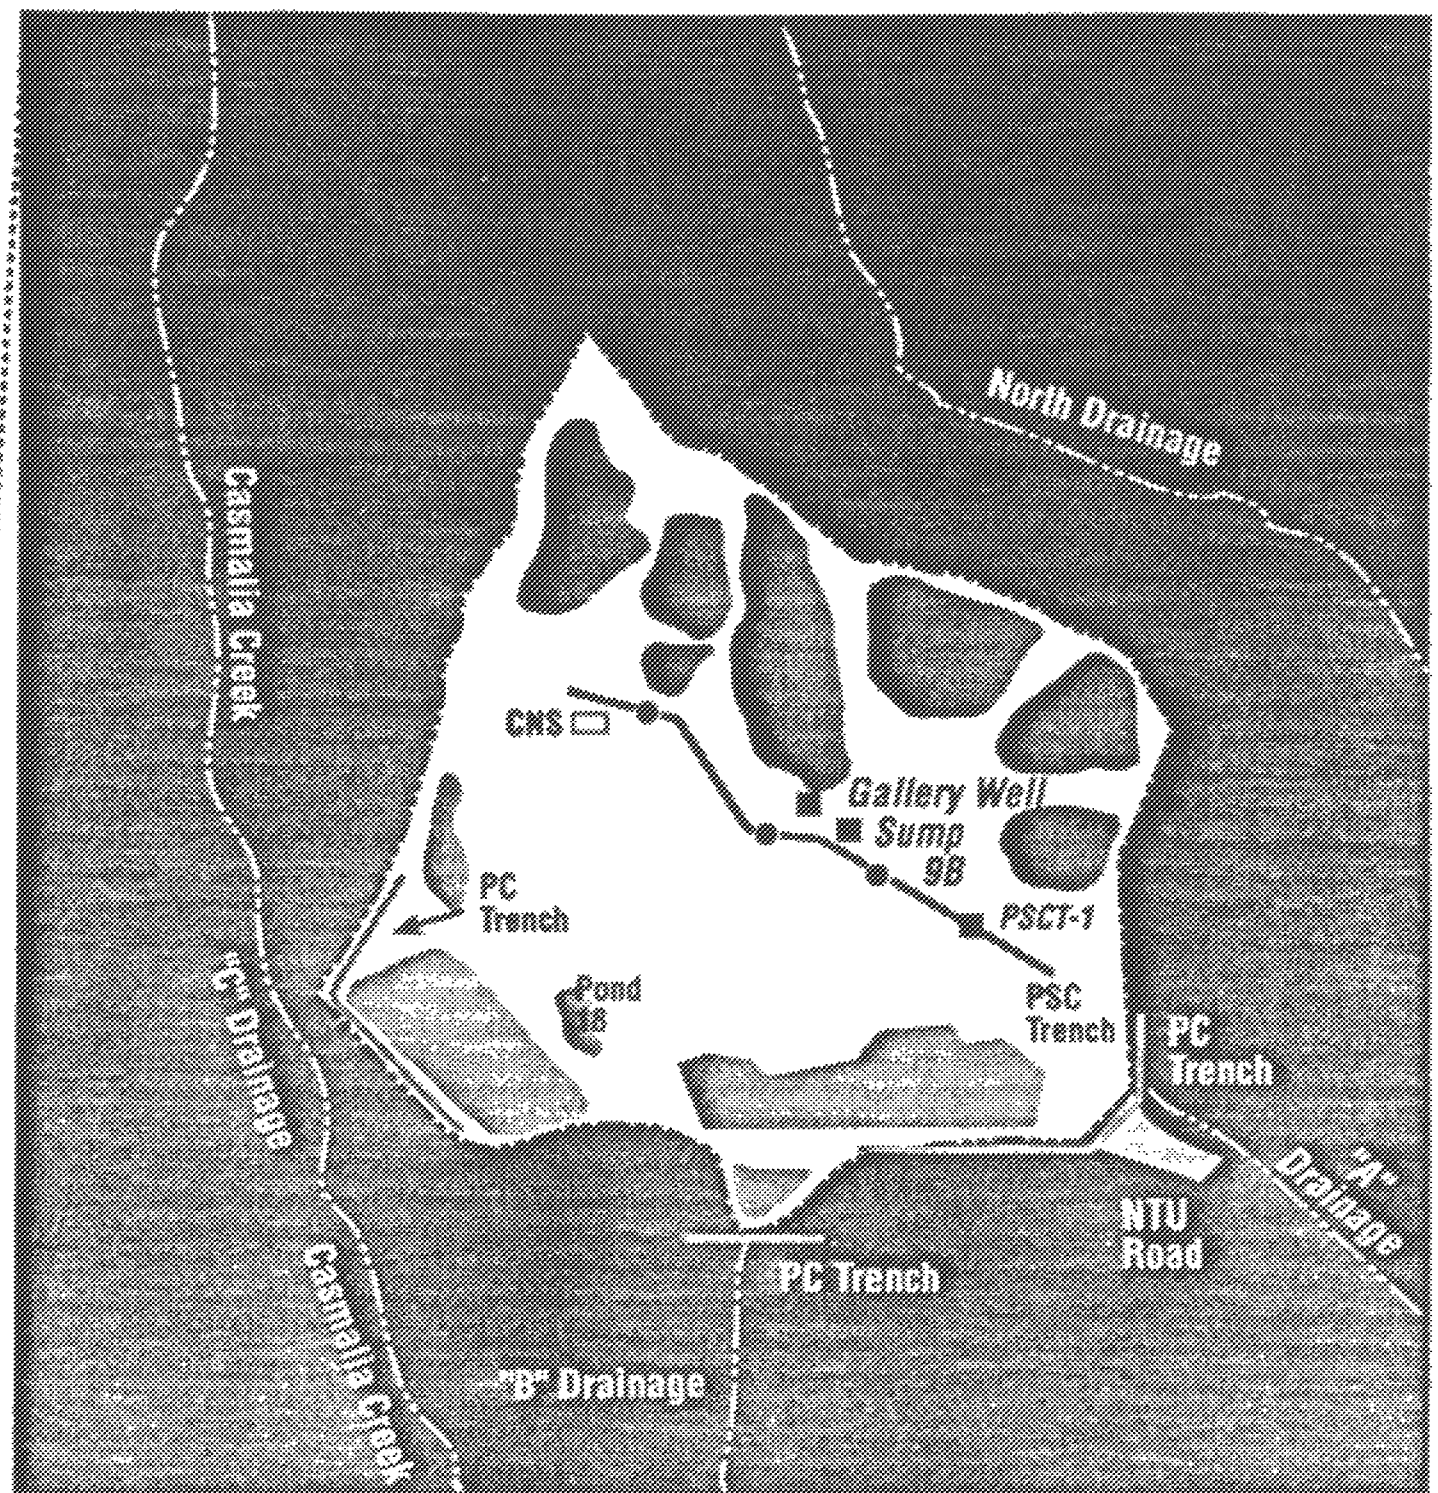 North Drainage
Casmalia Creek
CNS
Gallery Well
Sump
9B
PC
Trench
PSCT-1
"C" Drainage
Pond
18
PSC
Trench
PC
Trench
"A"
Drainage
NTU
Road
Casmalia Creek
PC Trench
"B" Drainage